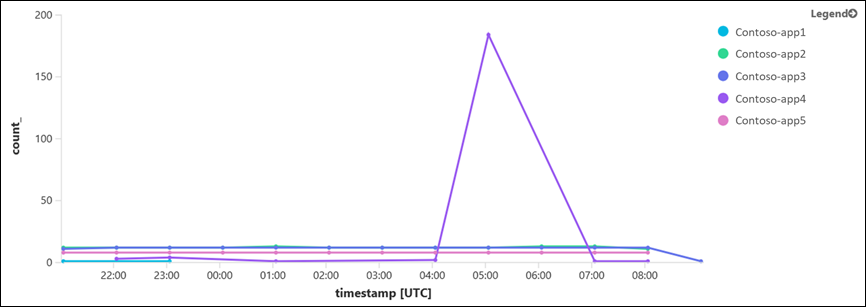 Legend
200
150
100
50
0
count_
22:00 23:00 00:00 01:00 02:00 03:00 04:00 05:00 06:00 07:00 08:00
timestamp [UTC]
Contoso-app1
Contoso-app2
Contoso-app3
Contoso-app4
Contoso-app5